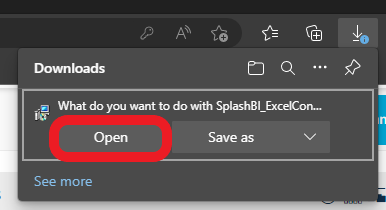 Downloads
What do you want to do with SplashBI_ExcelCon...
Open
Save as
See more